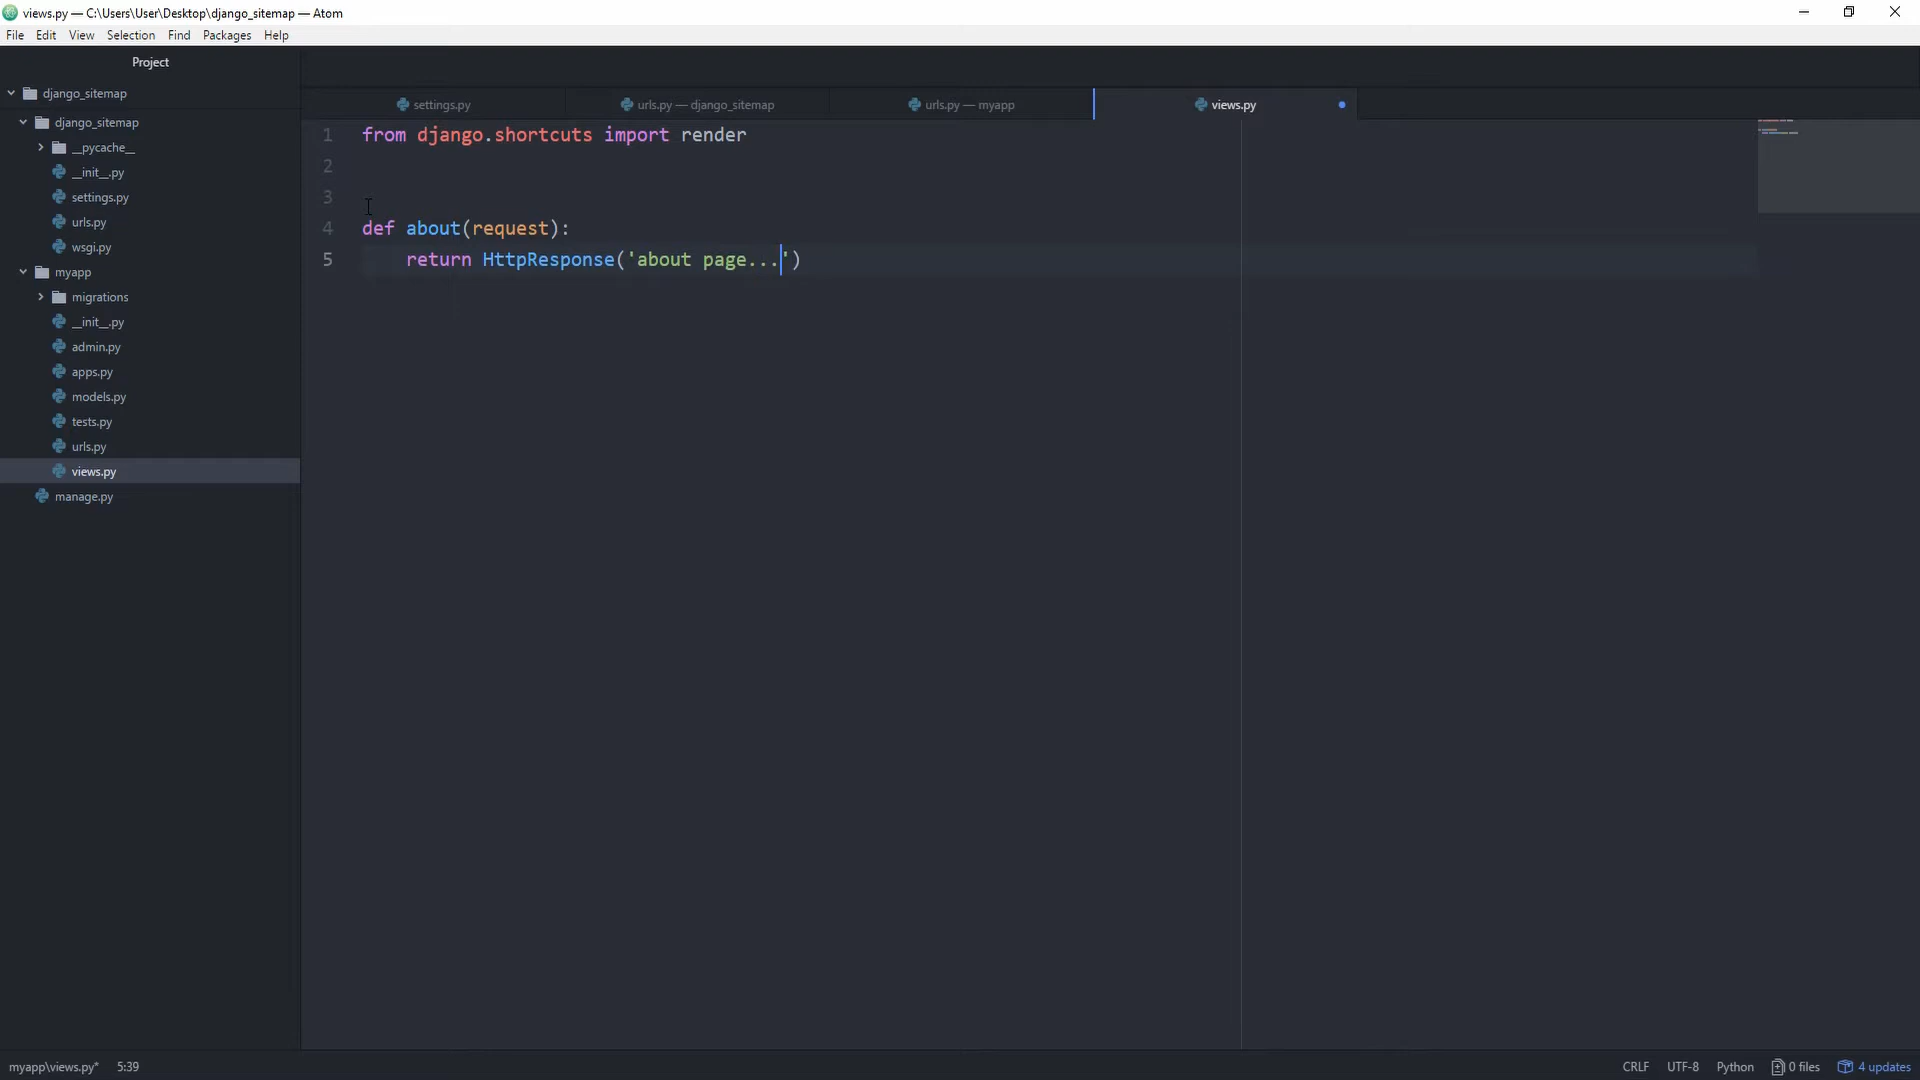 views.py — C:\Users\User\Desktop\django_sitemap — Atom
File Edit View Selection Find Packages Help
Project
django_sitemap
django_sitemap
__pycache__
__init__.py
settings.py
urls.py
wsgi.py
myapp
migrations
__init__.py
admin.py
apps.py
models.py
tests.py
urls.py
views.py
manage.py
settings.py urls.py — django_sitemap urls.py — myapp views.py
1 from django.shortcuts import render
2
3
4 def about(request):
5 return HttpResponse('about page...')
myapp\views.py* 5:39 CRLF UTF-8 Python 0 files 4 updates